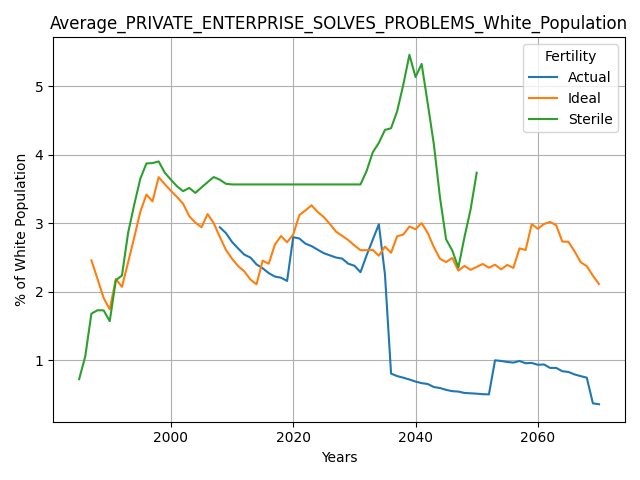 Average_PRIVATE_ENTERPRISE_SOLVES_PROBLEMS_White_Population
Fertility
Actual
Ideal
Sterile
% of White Population
5
4
3
2
1
2000 2020 2040 2060
Years